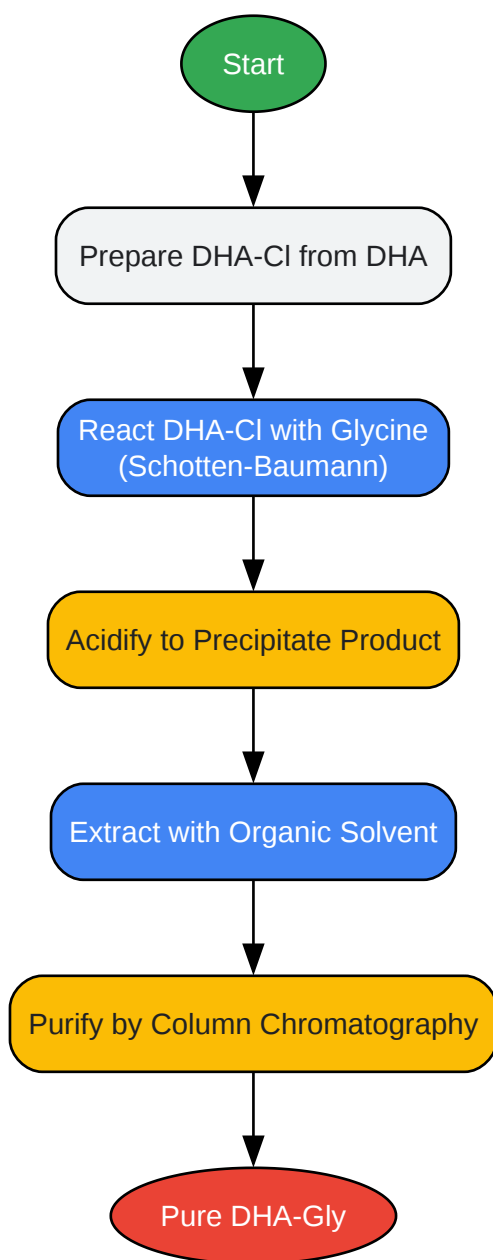 Start
Prepare DHA-Cl from DHA
React DHA-Cl with Glycine
(Schotten-Baumann)
Acidify to Precipitate Product
Extract with Organic Solvent
Purify by Column Chromatography
Pure DHA-Gly